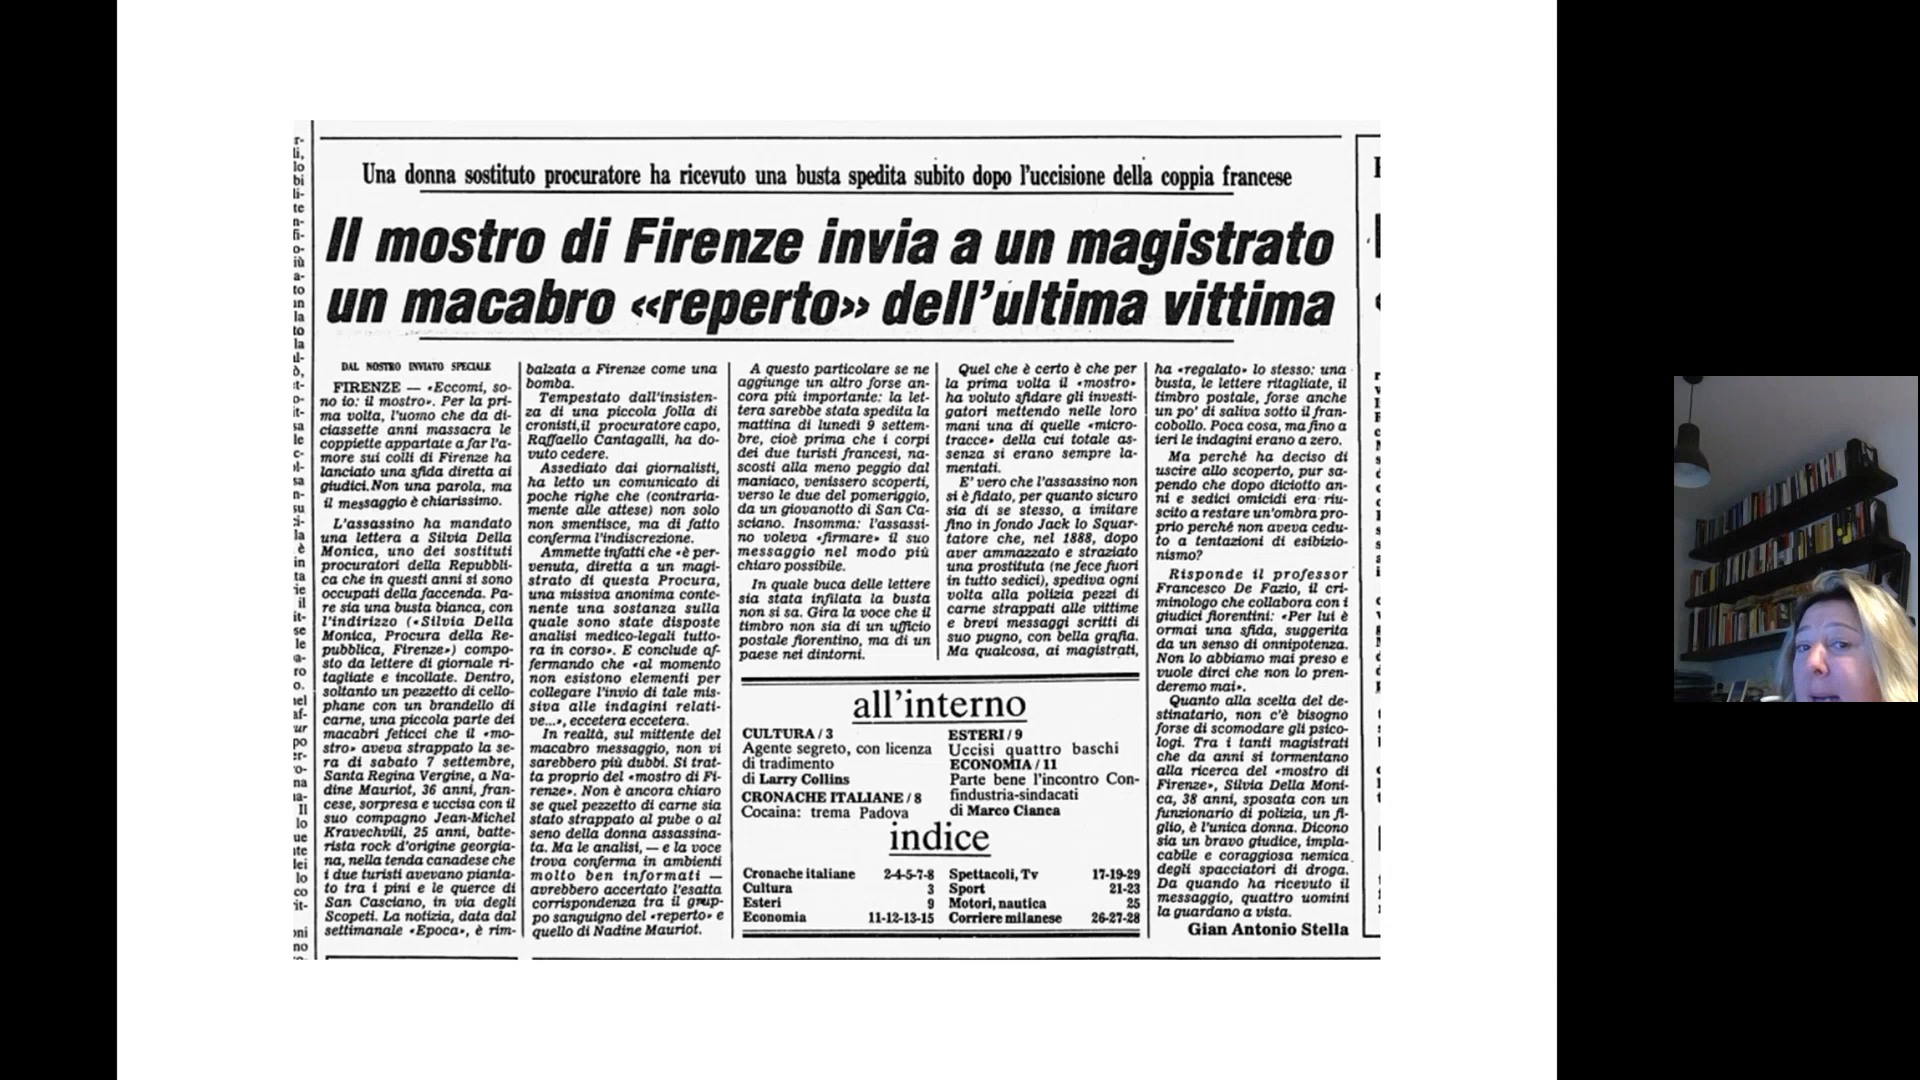 Una donna sostituto procuratore ha ricevuto una busta spedita subito dopo l'uccisione della coppia francese
Il mostro di Firenze invia a un magistrato
un macabro «reperto» dell'ultima vittima
DAL NOSTRO INVIATO SPECIALE
FIRENZE — «Eccomi, so-
no io: il mostro». Per la pri-
ma volta, l'uomo che da di-
ciassette anni massacra le
coppiette appartate a far l'a-
more sui colli di Firenze ha
lanciato una sfida diretta ai
giudici. Non una parola, ma
il messaggio è chiarissimo.
L'assassino ha mandato
una lettera a Silvia Della
Monica, uno dei sostituti
procuratori della Repubbli-
ca che in questi anni si sono
occupati della faccenda. Pa-
re sia una busta bianca, con
l'indirizzo («Silvia Della
Monica, Procura della Re-
pubblica, Firenze») compo-
sto da lettere di giornale ri-
tagliate e incollate. Dentro,
soltanto un pezzetto di cello-
phane con un brandello di
carne, una piccola parte dei
macabri feticci che il «mo-
stro» aveva strappato la se-
ra di sabato 7 settembre,
Santa Regina Vergine, a Na-
dine Mauriot, 36 anni, fran-
cese, sorpresa e uccisa con il
suo compagno Jean-Michel
Kravechvili, 25 anni, batte-
rista rock d'origine georgia-
na, nella tenda canadese che
i due turisti avevano pianta-
to tra i pini e le querce di
San Casciano, in via degli
Scopeti. La notizia, data dal
settimanale «Epoca», è rim-
balzata a Firenze come una
bomba.
Tempestato dall'insisten-
za di una piccola folla di
cronisti, il procuratore capo,
Raffaello Cantagalli, ha do-
vuto cedere.
Assediato dai giornalisti,
ha letto un comunicato di
poche righe che (contraria-
mente alle attese) non solo
non smentisce, ma di fatto
conferma l'indiscrezione.
Ammette infatti che «è per-
venuta, diretta a un magi-
strato di questa Procura,
una missiva anonima conte-
nente una sostanza sulla
quale sono state disposte
analisi medico-legali tutto-
ra in corso». E conclude af-
fermando che «al momento
non esistono elementi per
collegare l'invio di tale mis-
siva alle indagini relati-
ve...», eccetera eccetera.
In realtà, sul mittente del
macabro messaggio, non vi
sarebbero più dubbi. Si trat-
ta proprio del «mostro di Fi-
renze». Non è ancora chiaro
se quel pezzetto di carne sia
stato strappato al pube o al
seno della donna assassina-
ta. Ma le analisi, — e la voce
trova conferma in ambienti
molto ben informati —
avrebbero accertato l'esatta
corrispondenza tra il grup-
po sanguigno del «reperto» e
quello di Nadine Mauriot.
A questo particolare se ne
aggiunge un altro forse an-
cora più importante: la let-
tera sarebbe stata spedita la
mattina di lunedì 9 settem-
bre, cioè prima che i corpi
dei due turisti francesi, na-
scosti alla meno peggio dal
maniaco, venissero scoperti,
verso le due del pomeriggio,
da un giovanotto di San Ca-
sciano. Insomma: l'assassi-
no voleva «firmare» il suo
messaggio nel modo più
chiaro possibile.
In quale buca delle lettere
sia stata infilata la busta
non si sa. Gira la voce che il
timbro non sia di un ufficio
postale fiorentino, ma di un
paese nei dintorni.
Quel che è certo è che per
la prima volta il «mostro»
ha voluto sfidare gli investi-
gatori mettendo nelle loro
mani una di quelle «micro-
tracce» della cui totale as-
senza si erano sempre la-
mentati.
E' vero che l'assassino non
si è fidato, per quanto sicuro
sia di se stesso, a imitare
fino in fondo Jack lo Squar-
tatore che, nel 1888, dopo
aver ammazzato e straziato
una prostituta (ne fece fuori
in tutto sedici), spediva ogni
volta alla polizia pezzi di
carne strappati alle vittime
e brevi messaggi scritti di
suo pugno, con bella grafia.
Ma qualcosa, ai magistrati,
ha «regalato» lo stesso: una
busta, le lettere ritagliate, il
timbro postale, forse anche
un po' di saliva sotto il fran-
cobollo. Poca cosa, ma fino a
ieri le indagini erano a zero.
Ma perché ha deciso di
uscire allo scoperto, pur sa-
pendo che dopo diciotto an-
ni e sedici omicidi era riu-
scito a restare un'ombra pro-
prio perché non aveva cedu-
to a tentazioni di esibizio-
nismo?
Risponde il professor
Francesco De Fazio, il cri-
minologo che collabora con i
giudici fiorentini: «Per lui è
ormai una sfida, suggerita
da un senso di onnipotenza.
Non lo abbiamo mai preso e
vuole dirci che non lo pren-
deremo mai».
Quanto alla scelta del de-
stinatario, non c'è bisogno
forse di scomodare gli psico-
logi. Tra i tanti magistrati
che da anni si tormentano
alla ricerca del «mostro di
Firenze», Silvia Della Moni-
ca, 38 anni, sposata con un
funzionario di polizia, un fi-
glio, è l'unica donna. Dicono
sia un bravo giudice, impla-
cabile e coraggiosa nemica
degli spacciatori di droga.
Da quando ha ricevuto il
messaggio, quattro uomini
la guardano a vista.
Gian Antonio Stella
all'interno
CULTURA / 3
Agente segreto, con licenza
di tradimento
di Larry Collins
CRONACHE ITALIANE / 8
Cocaina: trema Padova
ESTERI / 9
Uccisi quattro baschi
ECONOMIA / 11
Parte bene l'incontro Con-
findustria-sindacati
di Marco Cianca
indice
Cronache italiane 2-4-5-7-8
Cultura 3
Esteri 9
Economia 11-12-13-15
Spettacoli, Tv 17-19-29
Sport 21-23
Motori, nautica 25
Corriere milanese 26-27-28